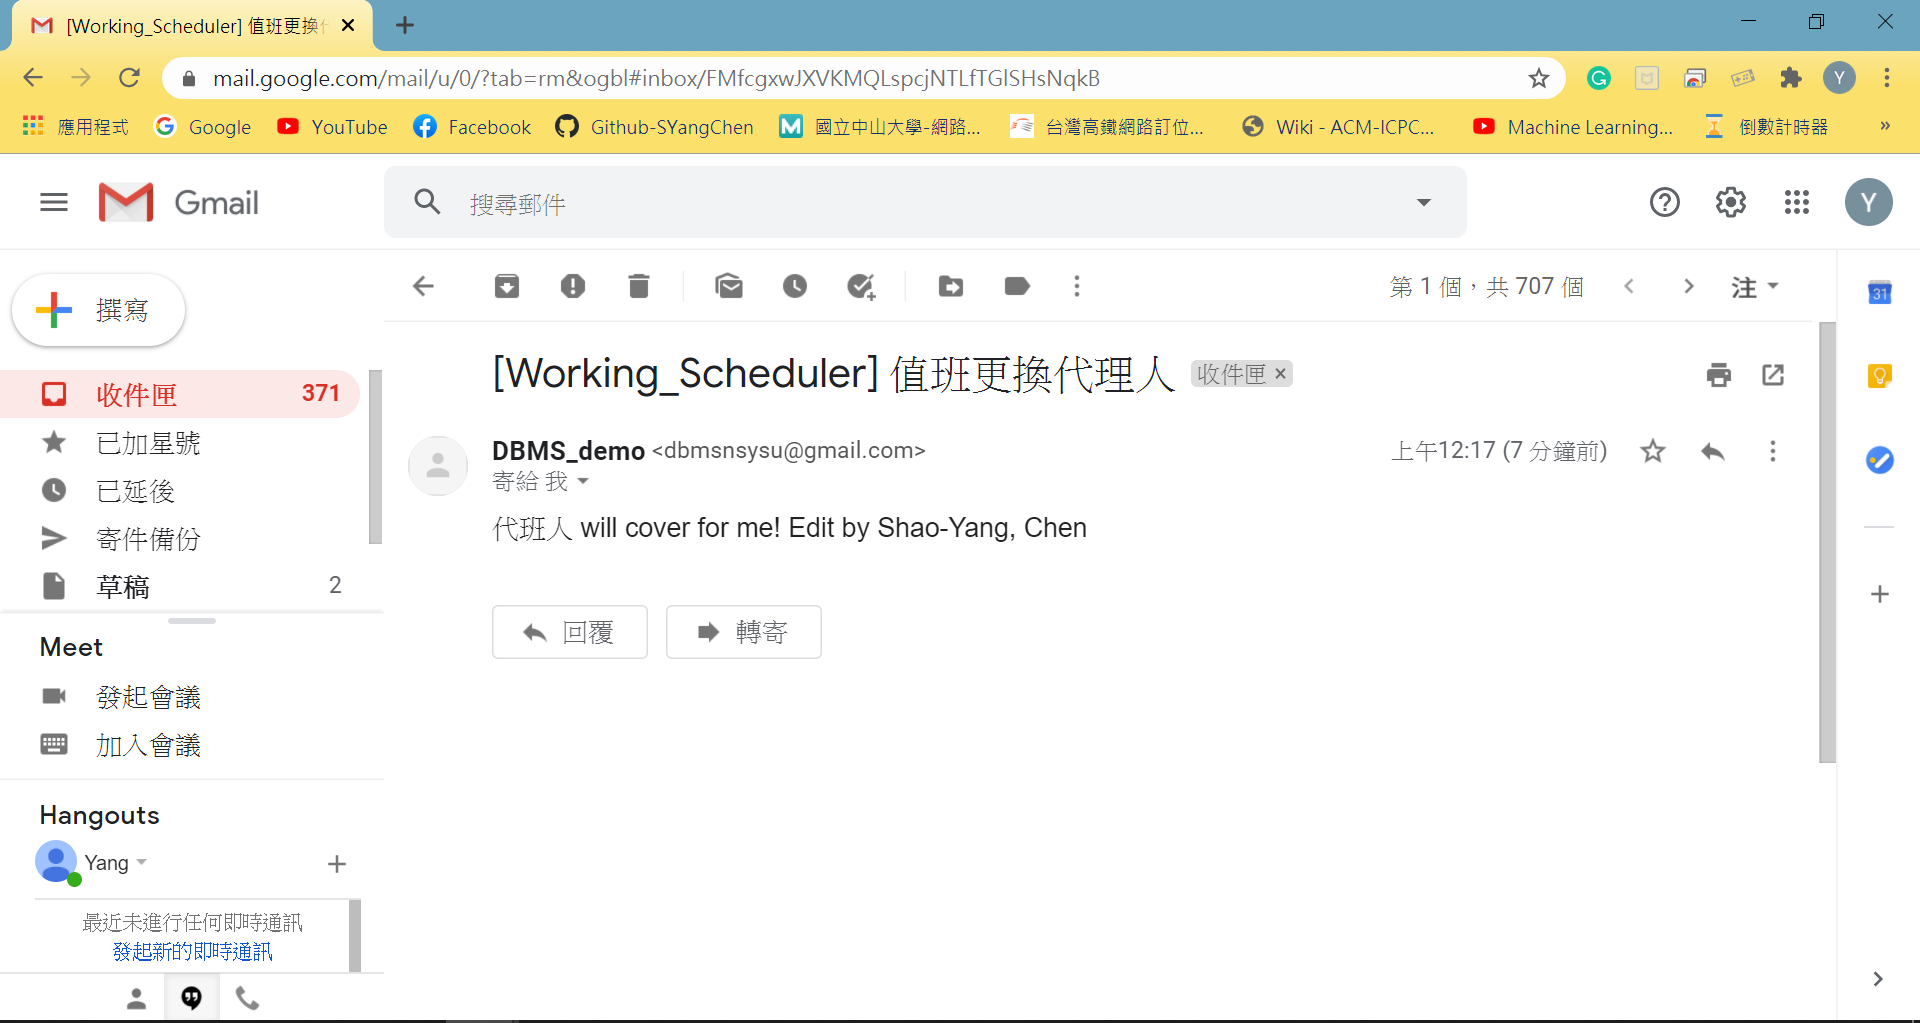 [Working_Scheduler] 值班更換
mail.google.com/mail/u/0/?tab=rm&ogbl#inbox/FMfcgxwJXVKMQLspcjNTLfTGlSHsNqkB
Y
應用程式 Google YouTube Facebook Github-SYangChen 國立中山大學-網路... 台灣高鐵網路訂位... Wiki - ACM-ICPC... Machine Learning... 倒數計時器 »
Gmail
搜尋郵件
Y
撰寫
第 1 個，共 707 個
注
31
收件匣 371
已加星號
已延後
寄件備份
草稿 2
[Working_Scheduler] 值班更換代理人 收件匣 ×
DBMS_demo <dbmsnsysu@gmail.com>
上午12:17 (7 分鐘前)
寄給 我
代班人 will cover for me! Edit by Shao-Yang, Chen
回覆
轉寄
Meet
發起會議
加入會議
Hangouts
Yang
最近未進行任何即時通訊
發起新的即時通訊